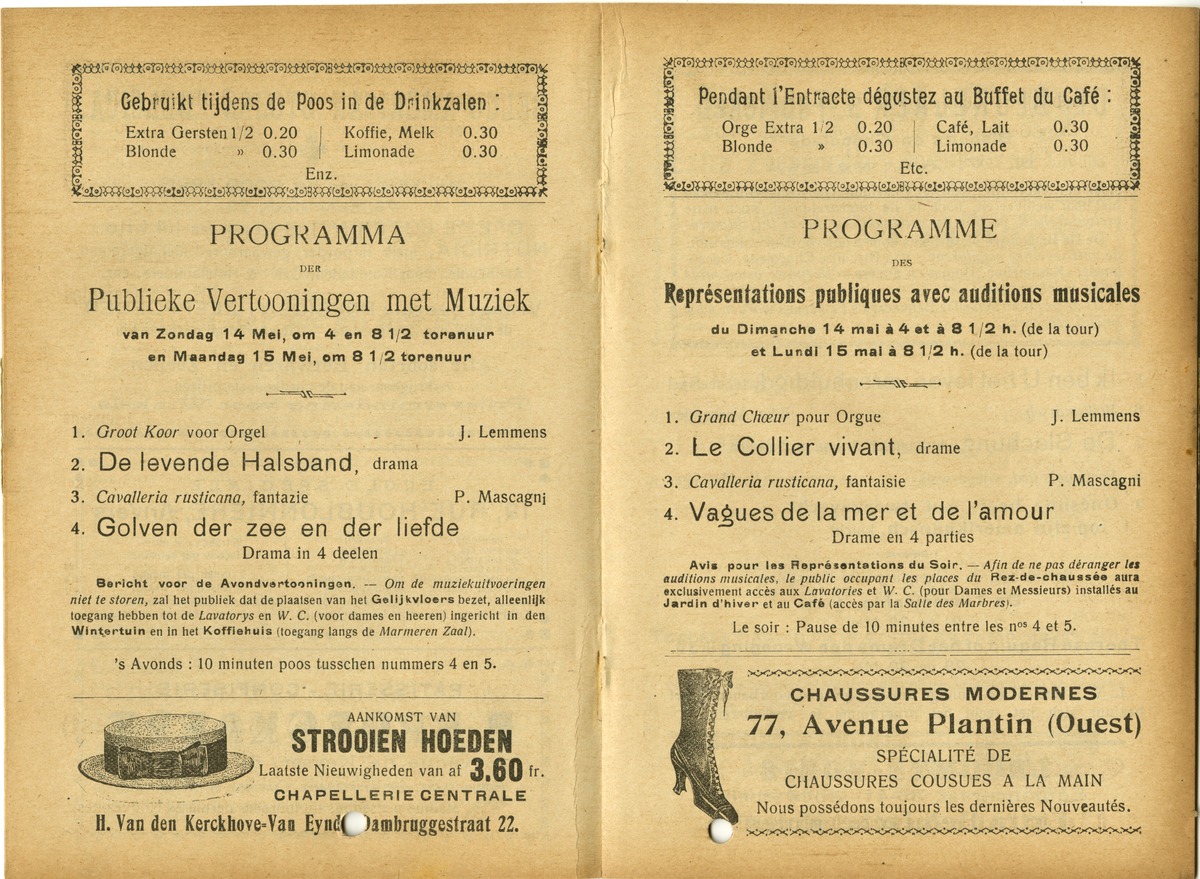 Gebruikt tijdens de Poos in de Drinkzalen :
Extra Gersten 1/2 0.20 | Koffie, Melk 0.30
Blonde » 0.30 | Limonade 0.30
Enz.
PROGRAMMA
DER
Publieke Vertooningen met Muziek
van Zondag 14 Mei, om 4 en 8 1/2 torenuur
en Maandag 15 Mei, om 8 1/2 torenuur
1. Groot Koor voor Orgel J. Lemmens
2. De levende Halsband, drama
3. Cavalleria rusticana, fantazie P. Mascagni
4. Golven der zee en der liefde
Drama in 4 deelen
Bericht voor de Avondvertooningen. — Om de muziekuitvoeringen
niet te storen, zal het publiek dat de plaatsen van het Gelijkvloers bezet, alleenlijk
toegang hebben tot de Lavatorys en W. C. (voor dames en heeren) ingericht in den
Wintertuin en in het Koffiehuis (toegang langs de Marmeren Zaal).
's Avonds : 10 minuten poos tusschen nummers 4 en 5.
AANKOMST VAN
STROOIEN HOEDEN
Laatste Nieuwigheden van af 3.60 fr.
CHAPELLERIE CENTRALE
H. Van den Kerckhove-Van Eynde Dambruggestraat 22.
Pendant l'Entracte dégustez au Buffet du Café :
Orge Extra 1/2 0.20 | Café, Lait 0.30
Blonde » 0.30 | Limonade 0.30
Etc.
PROGRAMME
DES
Représentations publiques avec auditions musicales
du Dimanche 14 mai à 4 et à 8 1/2 h. (de la tour)
et Lundi 15 mai à 8 1/2 h. (de la tour)
1. Grand Chœur pour Orgue J. Lemmens
2. Le Collier vivant, drame
3. Cavalleria rusticana, fantaisie P. Mascagni
4. Vagues de la mer et de l'amour
Drame en 4 parties
Avis pour les Représentations du Soir. — Afin de ne pas déranger les
auditions musicales, le public occupant les places du Rez-de-chaussée aura
exclusivement accès aux Lavatories et W. C. (pour Dames et Messieurs) installés au
Jardin d'hiver et au Café (accès par la Salle des Marbres).
Le soir : Pause de 10 minutes entre les nos 4 et 5.
CHAUSSURES MODERNES
77, Avenue Plantin (Ouest)
SPÉCIALITÉ DE
CHAUSSURES COUSUES A LA MAIN
Nous possédons toujours les dernières Nouveautés.